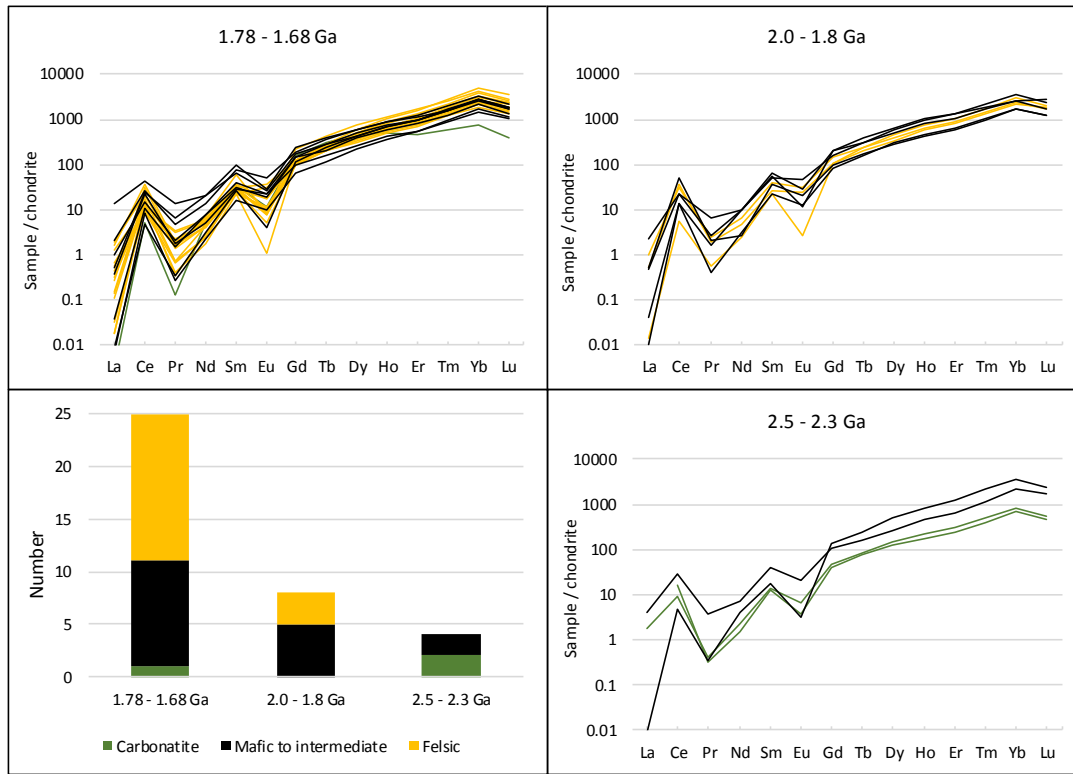 1.78 - 1.68 Ga
Sample / chondrite
10000
1000
100
10
1
0.1
0.01
La Ce Pr Nd Sm Eu Gd Tb Dy Ho Er Tm Yb Lu
2.0 - 1.8 Ga
Sample / chondrite
10000
1000
100
10
1
0.1
0.01
La Ce Pr Nd Sm Eu Gd Tb Dy Ho Er Tm Yb Lu
Number
25
20
15
10
5
0
1.78 - 1.68 Ga 2.0 - 1.8 Ga 2.5 - 2.3 Ga
Carbonatite Mafic to intermediate Felsic
2.5 - 2.3 Ga
Sample / chondrite
10000
1000
100
10
1
0.1
0.01
La Ce Pr Nd Sm Eu Gd Tb Dy Ho Er Tm Yb Lu